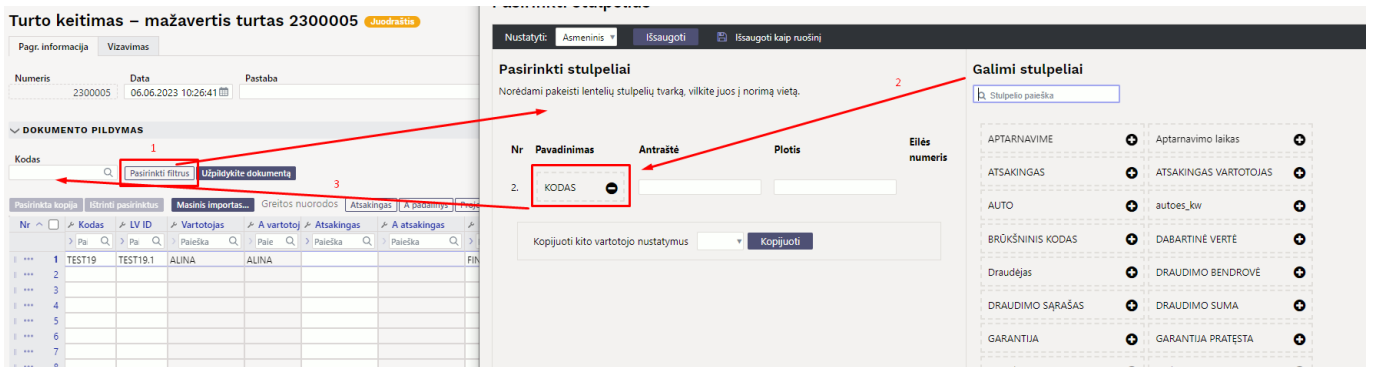 Turto keitimas – mažavertis turtas 2300005 Juodraštis
Pagr. informacija Vizavimas
Numeris Data Pastaba
2300005 06.06.2023 10:26:41
DOKUMENTO PILDYMAS
1
Kodas
Pasirinkti filtrus Užpildykite dokumentą
3
Pasirinkta kopija Ištrinti pasirinktus Masinis importas... Greitos nuorodos Atsakingas A padalinys
Nr Kodas LV ID Vartotojas A vartotoj Atsakingas A atsakingas
Pai Pai Paieška Paie Paieška Paieška
1 TEST19 TEST19.1 ALINA ALINA FIN
2
3
4
5
6
7
Nustatyti: Asmeninis Išsaugoti Išsaugoti kaip ruošinį
Pasirinkti stulpeliai
2
Norėdami pakeisti lentelių stulpelių tvarką, vilkite juos į norimą vietą.
Nr Pavadinimas Antraštė Plotis Eilės numeris
2. KODAS
Kopijuoti kito vartotojo nustatymus Kopijuoti
Galimi stulpeliai
Stulpelio paieška
APTARNAVIME Aptarnavimo laikas
ATSAKINGAS ATSAKINGAS VARTOTOJAS
AUTO autoes_kw
BRŪKŠNINIS KODAS DABARTINĖ VERTĖ
Draudėjas DRAUDIMO BENDROVĖ
DRAUDIMO SĄRAŠAS DRAUDIMO SUMA
GARANTIJA GARANTIJA PRATĘSTA